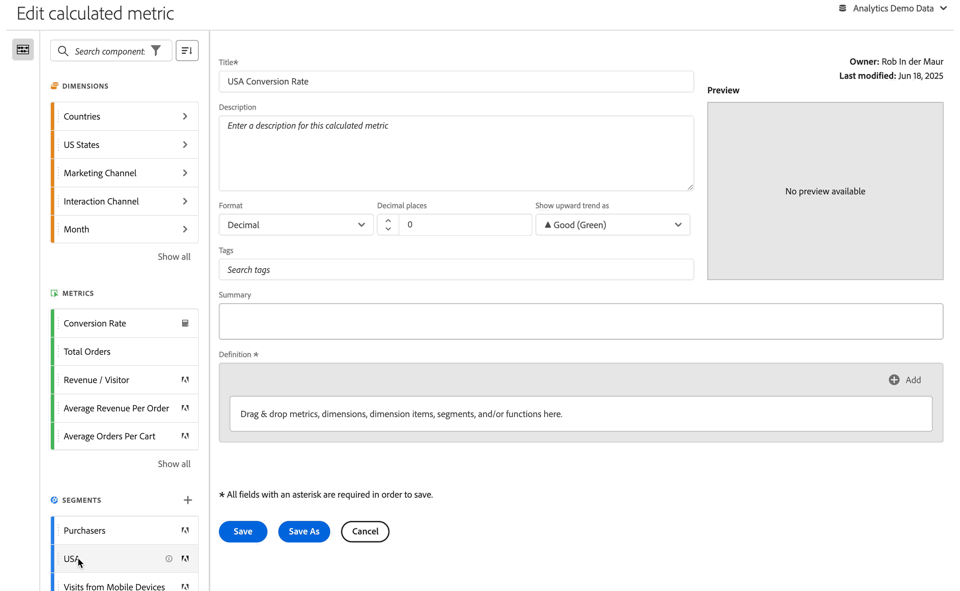 Edit calculated metric
Analytics Demo Data
Search component
DIMENSIONS
Countries
US States
Marketing Channel
Interaction Channel
Month
Show all
METRICS
Conversion Rate
Total Orders
Revenue / Visitor
Average Revenue Per Order
Average Orders Per Cart
Show all
SEGMENTS
Purchasers
USA
Visits from Mobile Devices
Title*
USA Conversion Rate
Description
Enter a description for this calculated metric
Format
Decimal places
Show upward trend as
Decimal
0
Good (Green)
Tags
Search tags
Summary
Definition *
Add
Drag & drop metrics, dimensions, dimension items, segments, and/or functions here.
* All fields with an asterisk are required in order to save.
Save
Save As
Cancel
Owner: Rob In der Maur
Last modified: Jun 18, 2025
Preview
No preview available